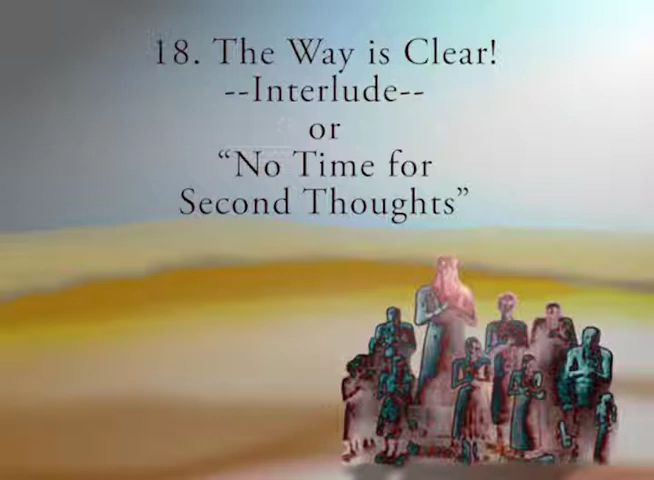 18. The Way is Clear!
--Interlude--
or
“No Time for
Second Thoughts”